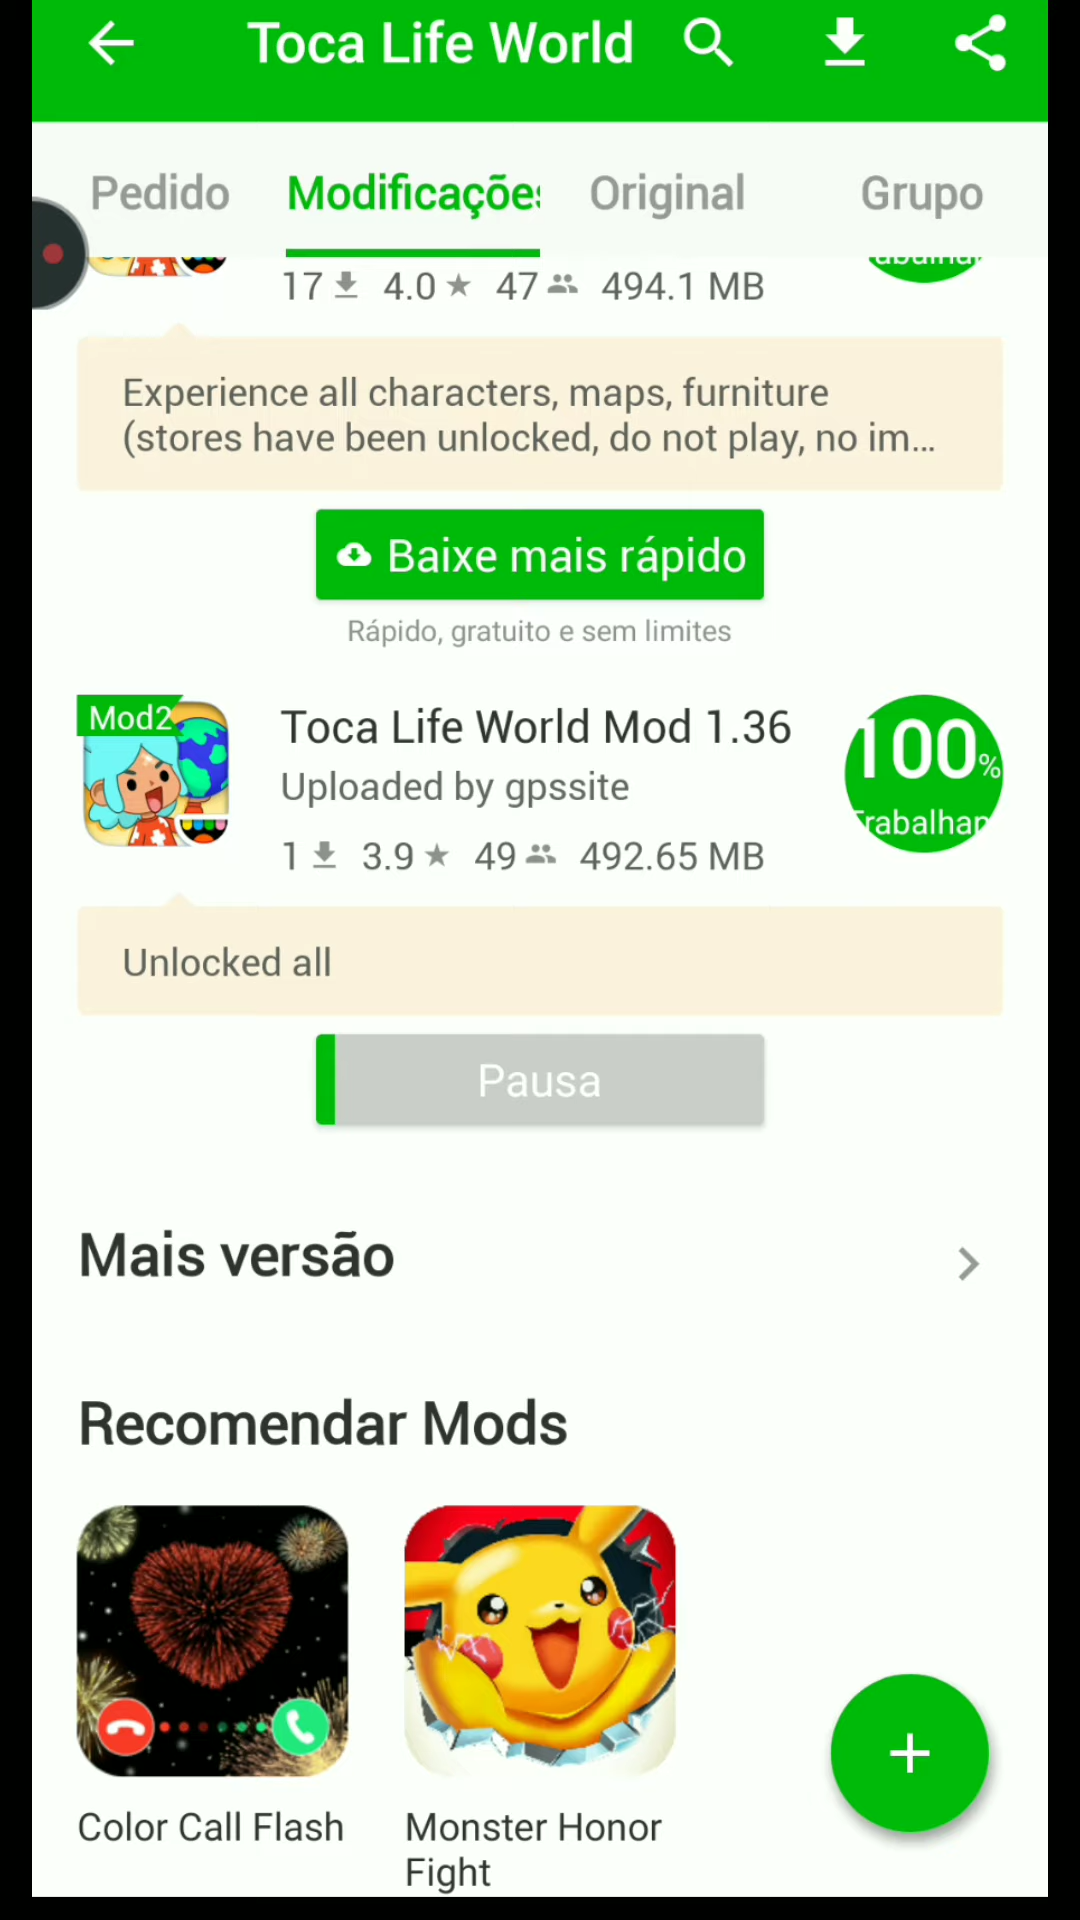 Toca Life World
Pedido
Modificações
Original
Grupo
17 4.0 47 494.1 MB
Experience all characters, maps, furniture
(stores have been unlocked, do not play, no im...
Baixe mais rápido
Rápido, gratuito e sem limites
Mod2
Toca Life World Mod 1.36
Uploaded by gpssite
1 3.9 49 492.65 MB
100%
Trabalhan
Unlocked all
Pausa
Mais versão
Recomendar Mods
Color Call Flash
Monster Honor
Fight